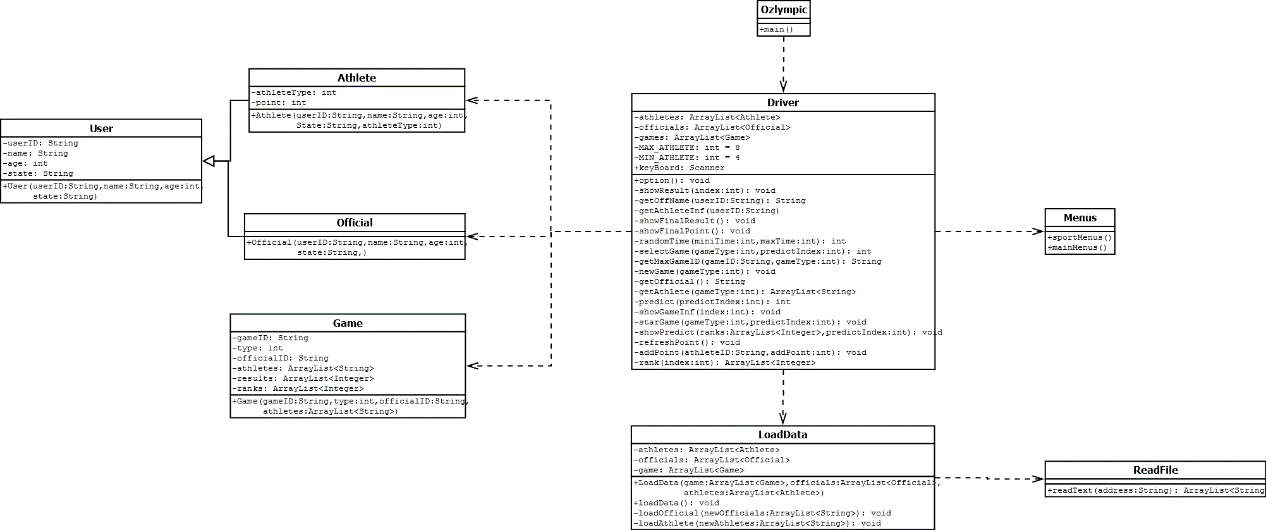 Ozlympic
+main()
Athlete
-athleteType: int
-point: int
+Athlete(userID:String,name:String,age:int,
State:String,athleteType:int)
User
-userID: String
-name: String
-age: int
-state: String
+User(userID:String,name:String,age:int
state:String)
Official
+Official(userID:String,name:String,age:int,
state:String,)
Game
-gameID: String
-type: int
-officialID: String
-athletes: ArrayList<String>
-results: ArrayList<Integer>
-ranks: ArrayList<Integer>
+Game(gameID:String,type:int,officialID:String,
athletes:ArrayList<String>)
Driver
-athletes: ArrayList<Athlete>
-officials: ArrayList<Official>
-games: ArrayList<Game>
-MAX_ATHLETE: int = 8
-MIN_ATHLETE: int = 4
+keyBoard: Scanner
+option(): void
-showResult(index:int): void
-getOffName(userID:String): String
-getAthleteInf(userID:String)
-showFinalResult(): void
-showFinalPoint(): void
-randomTime(miniTime:int,maxTime:int): int
-selectGame(gameType:int,predictIndex:int): int
-getMaxGameID(gameID:String,gameType:int): String
-newGame(gameType:int): void
-getOfficial(): String
-getAthlete(gameType:int): ArrayList<String>
-predict(predictIndex:int): int
-showGameInf(index:int): void
-starGame(gameType:int,predictIndex:int): void
-showPredict(ranks:ArrayList<Integer>,predictIndex:int): void
-refreshPoint(): void
-addPoint(athleteID:String,addPoint:int): void
-rank(index:int): ArrayList<Integer>
Menus
+sportMenus()
+mainMenus()
LoadData
-athletes: ArrayList<Athlete>
-officials: ArrayList<Official>
-game: ArrayList<Game>
+LoadData(game:ArrayList<Game>,officials:ArrayList<Official>,
athletes:ArrayList<Athlete>)
+loadData(): void
-loadOfficial(newOfficials:ArrayList<String>): void
-loadAthlete(newAthletes:ArrayList<String>): void
ReadFile
+readText(address:String): ArrayList<String